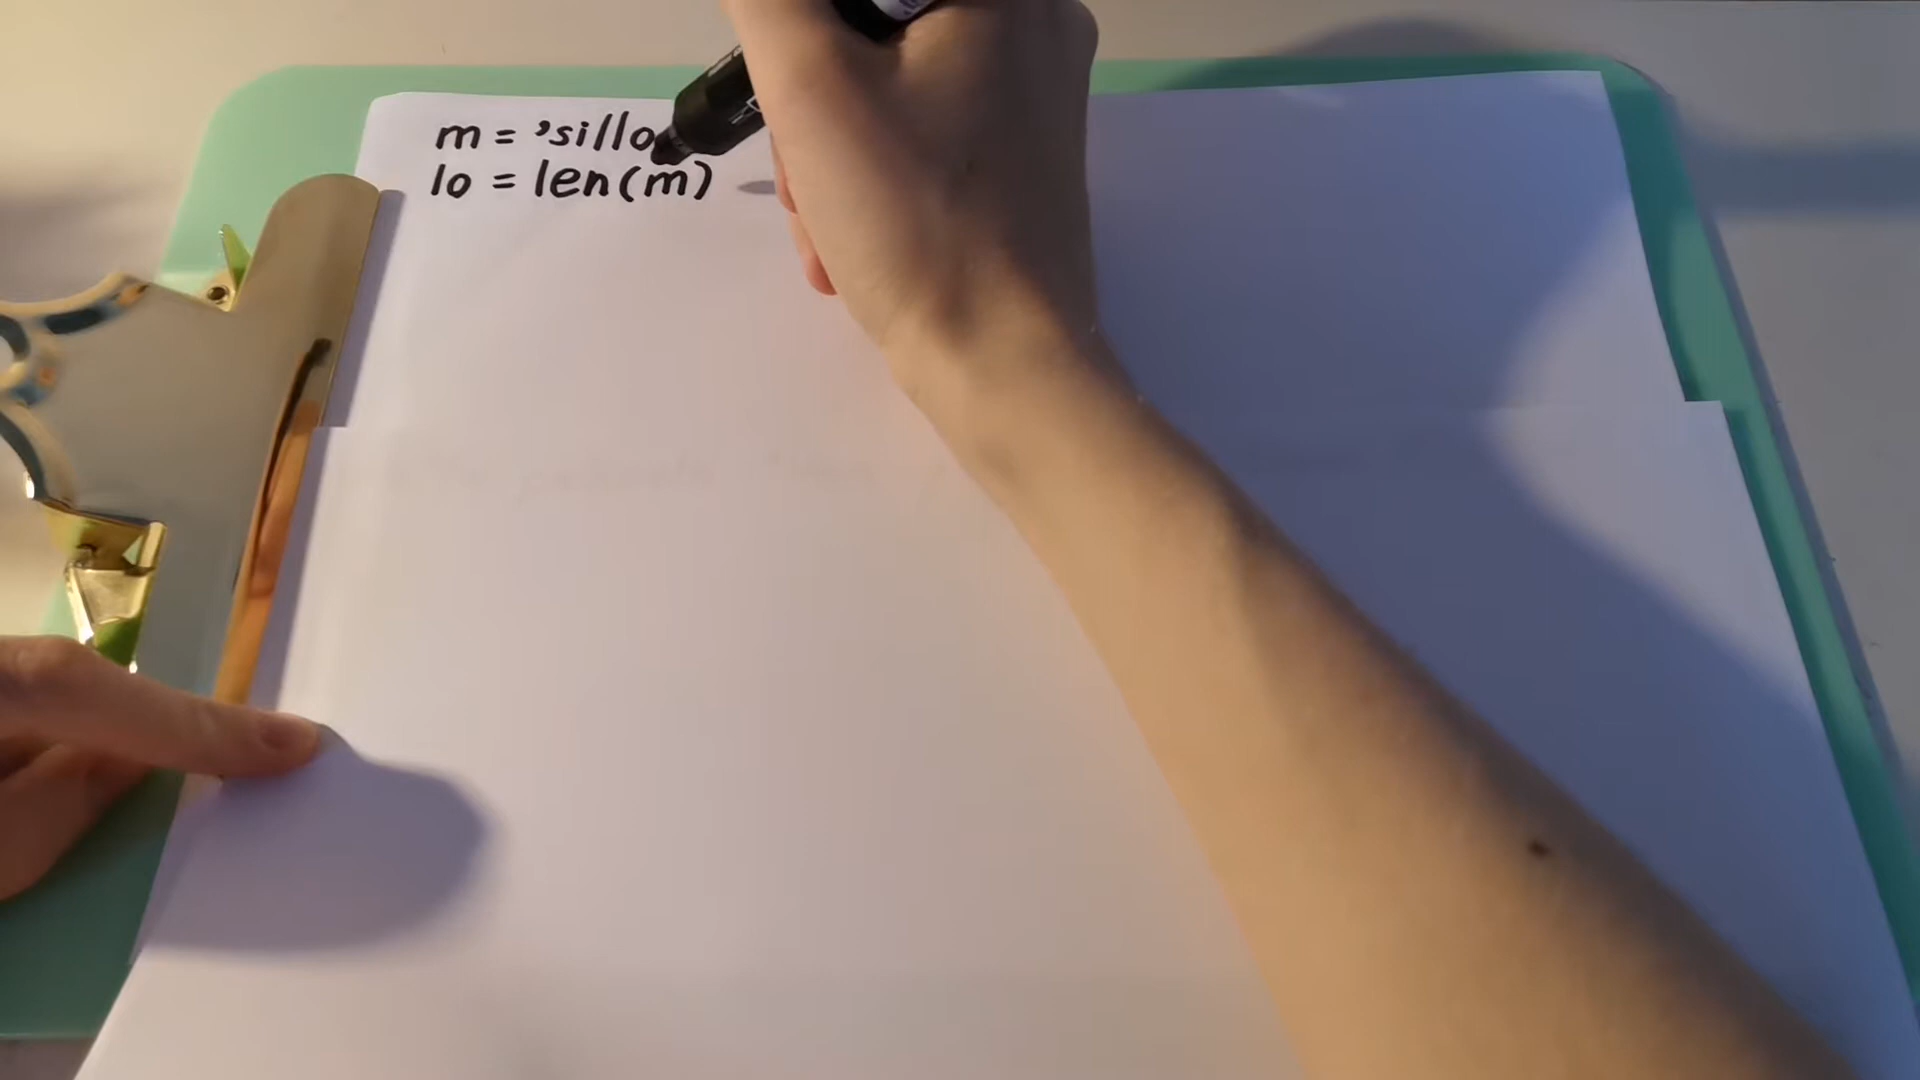 m = 'sillo
lo = len(m)